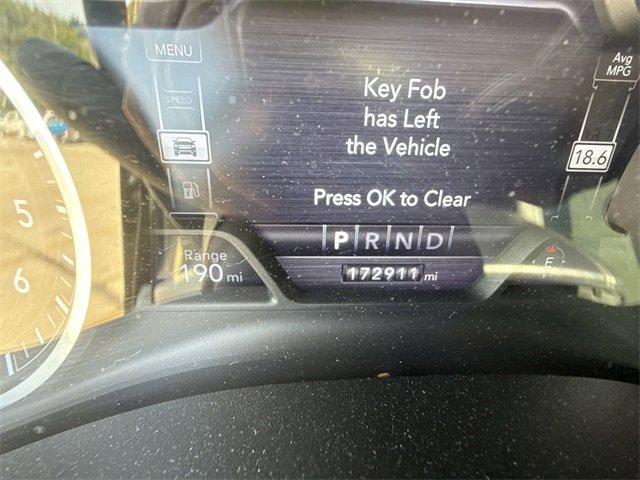 MENU
SPEED
Key Fob
has Left
the Vehicle
Press OK to Clear
Avg
MPG
18.6
5
6
Range
190 mi
P R N D
172911 mi
F